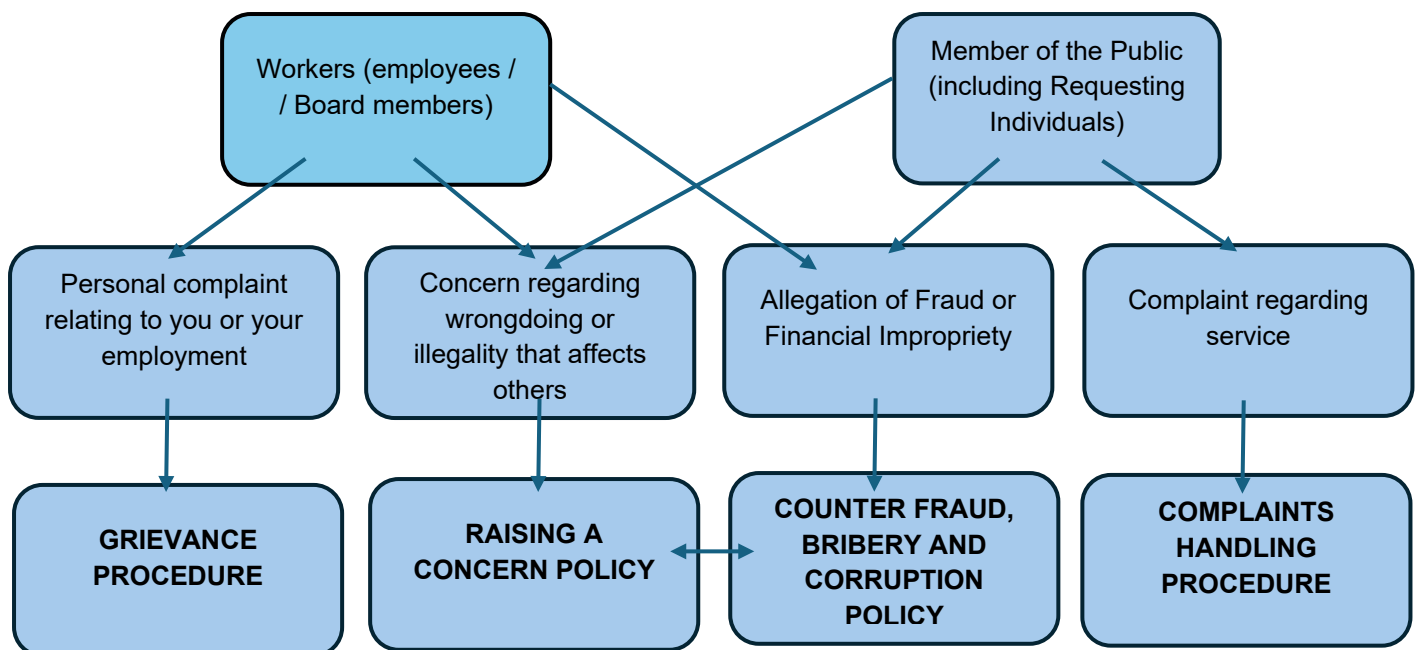 Workers (employees /
/ Board members)
Member of the Public
(including Requesting
Individuals)
Personal complaint
relating to you or your
employment
Concern regarding
wrongdoing or
illegality that affects
others
Allegation of Fraud or
Financial Impropriety
Complaint regarding
service
GRIEVANCE
PROCEDURE
RAISING A
CONCERN POLICY
COUNTER FRAUD,
BRIBERY AND
CORRUPTION
POLICY
COMPLAINTS
HANDLING
PROCEDURE